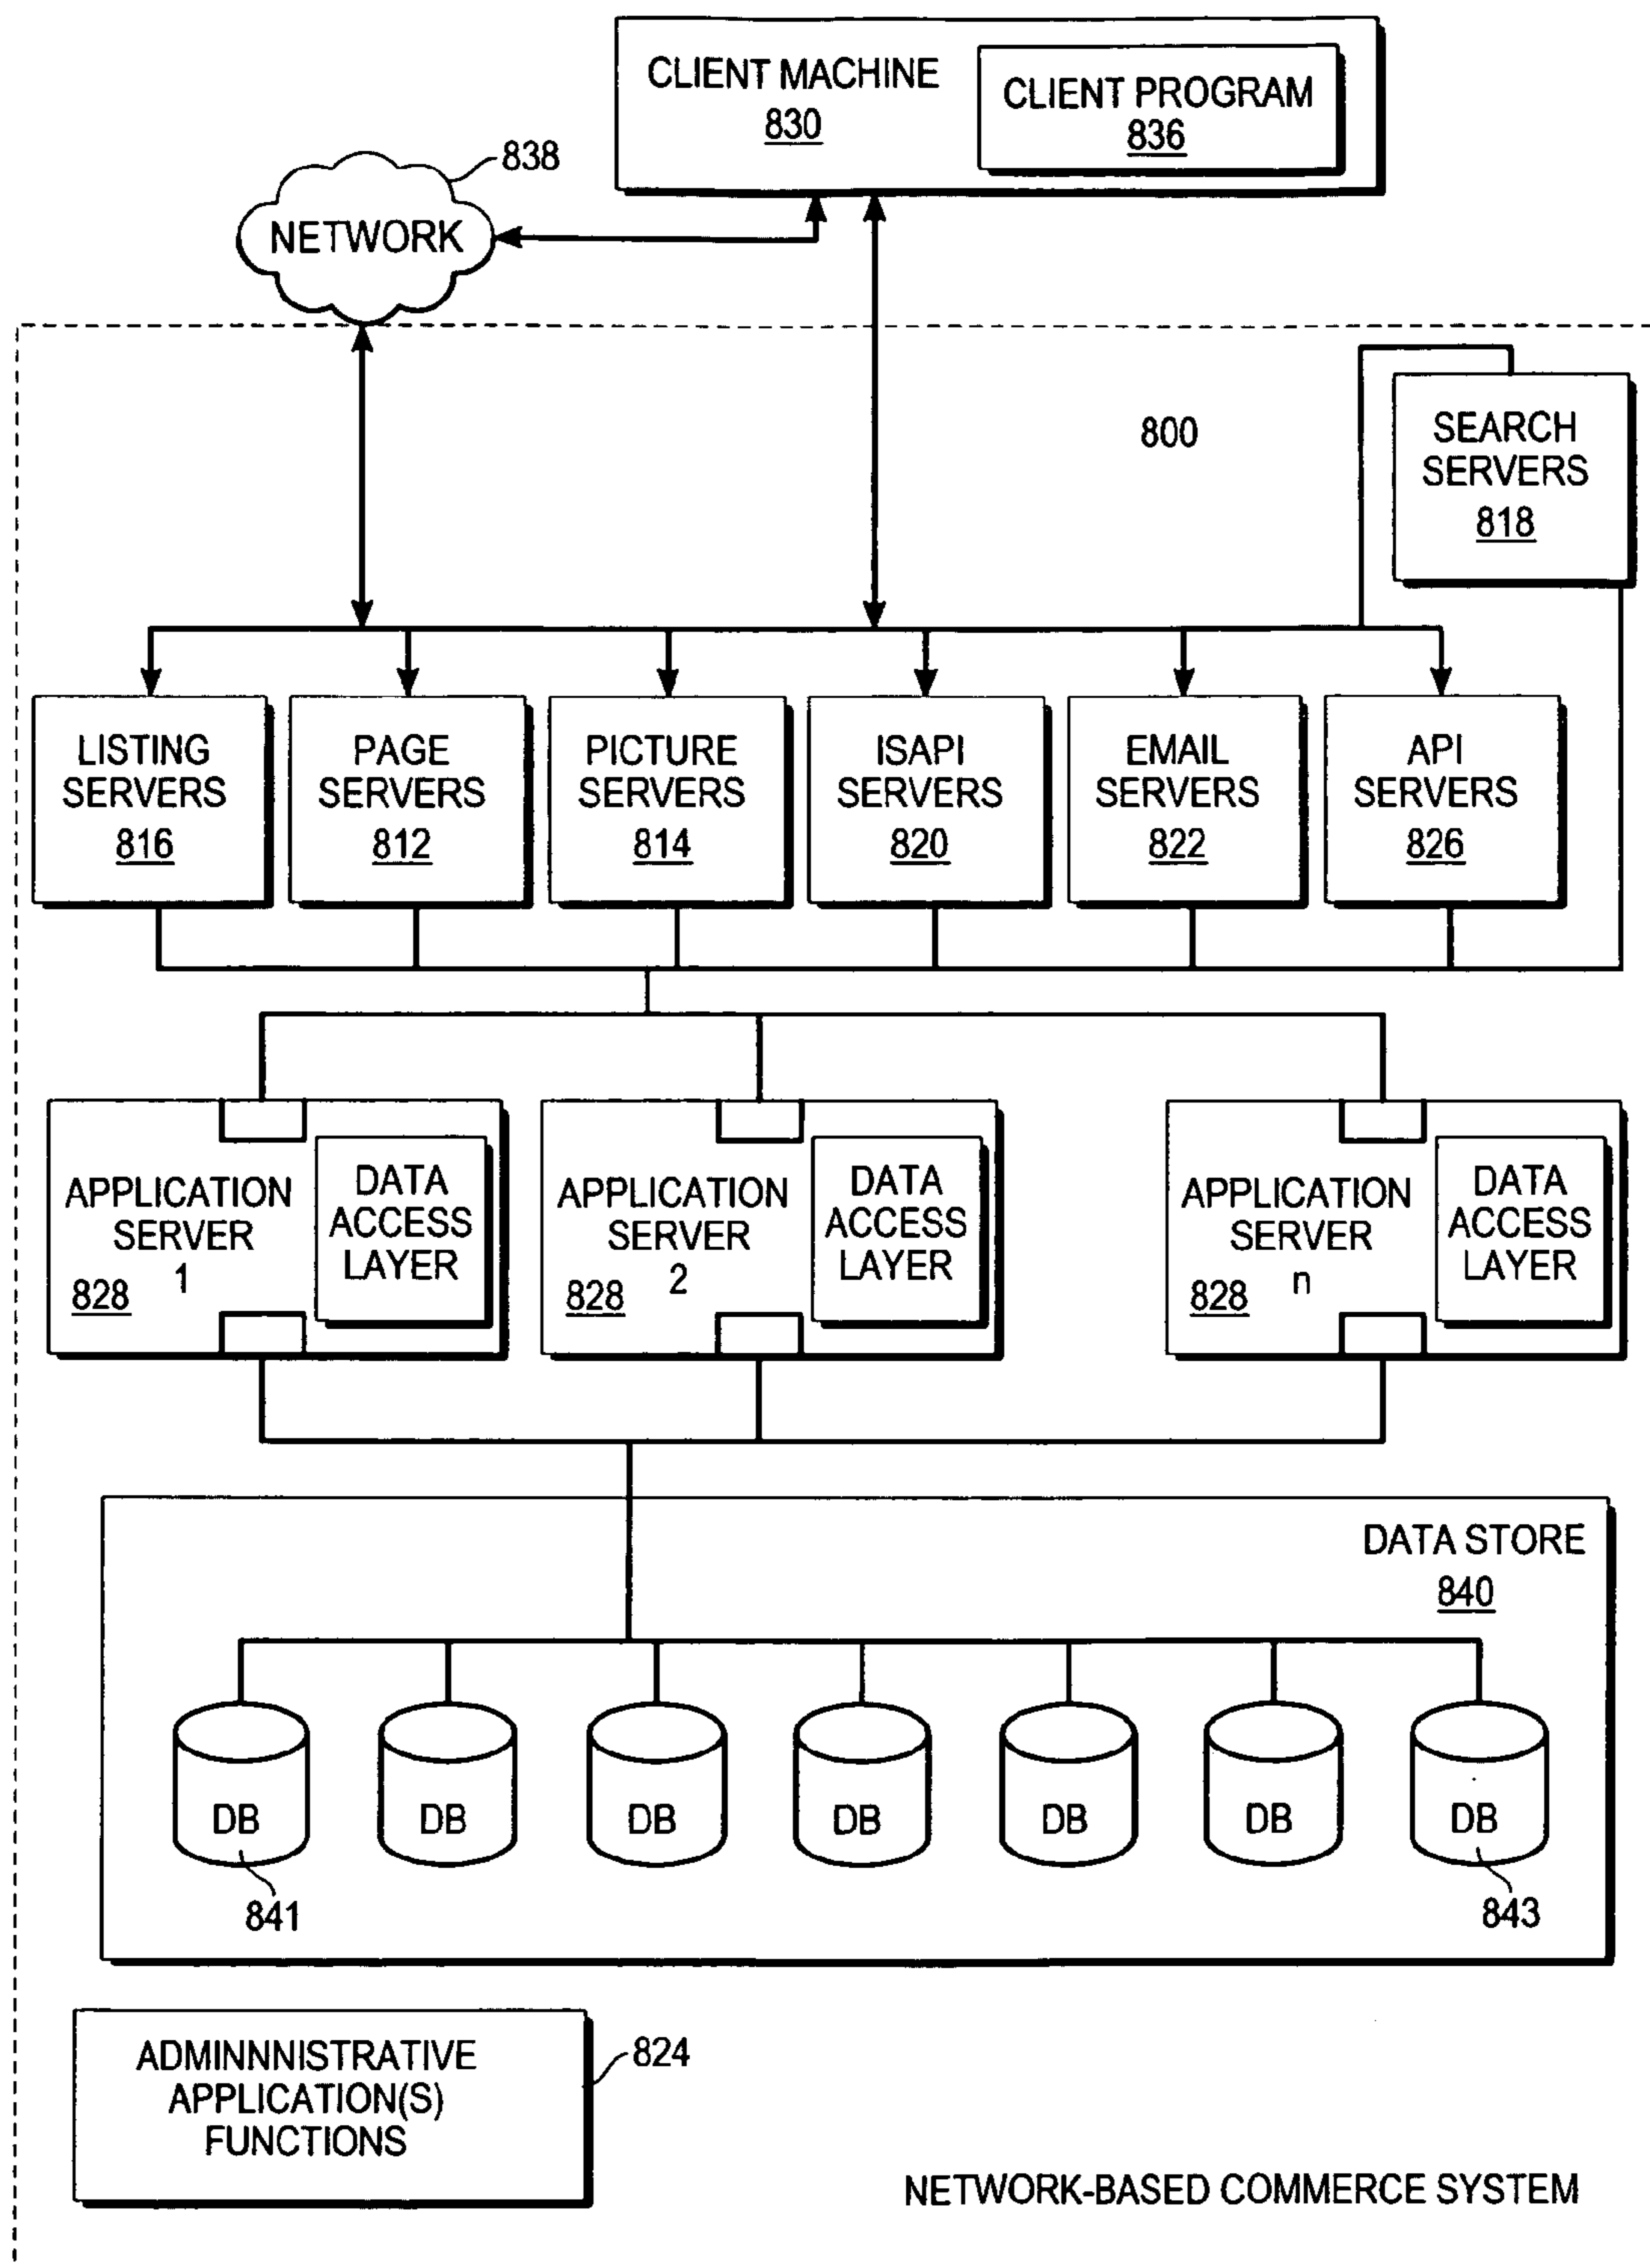 CLIENT MACHINE
830
CLIENT PROGRAM
836
838
NETWORK
800
SEARCH
SERVERS
818
LISTING
SERVERS
816
PAGE
SERVERS
812
PICTURE
SERVERS
814
ISAPI
SERVERS
820
EMAIL
SERVERS
822
API
SERVERS
826
APPLICATION
SERVER
1
828
DATA
ACCESS
LAYER
APPLICATION
SERVER
2
828
DATA
ACCESS
LAYER
APPLICATION
SERVER
n
828
DATA
ACCESS
LAYER
DATA STORE
840
DB
DB
DB
DB
DB
DB
DB
841
843
ADMINNNISTRATIVE
APPLICATION(S)
FUNCTIONS
824
NETWORK-BASED COMMERCE SYSTEM